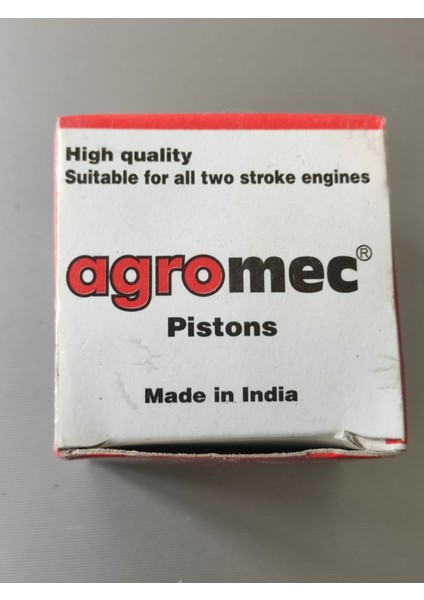 High quality
Suitable for all two stroke engines
agromec®
Pistons
Made in India